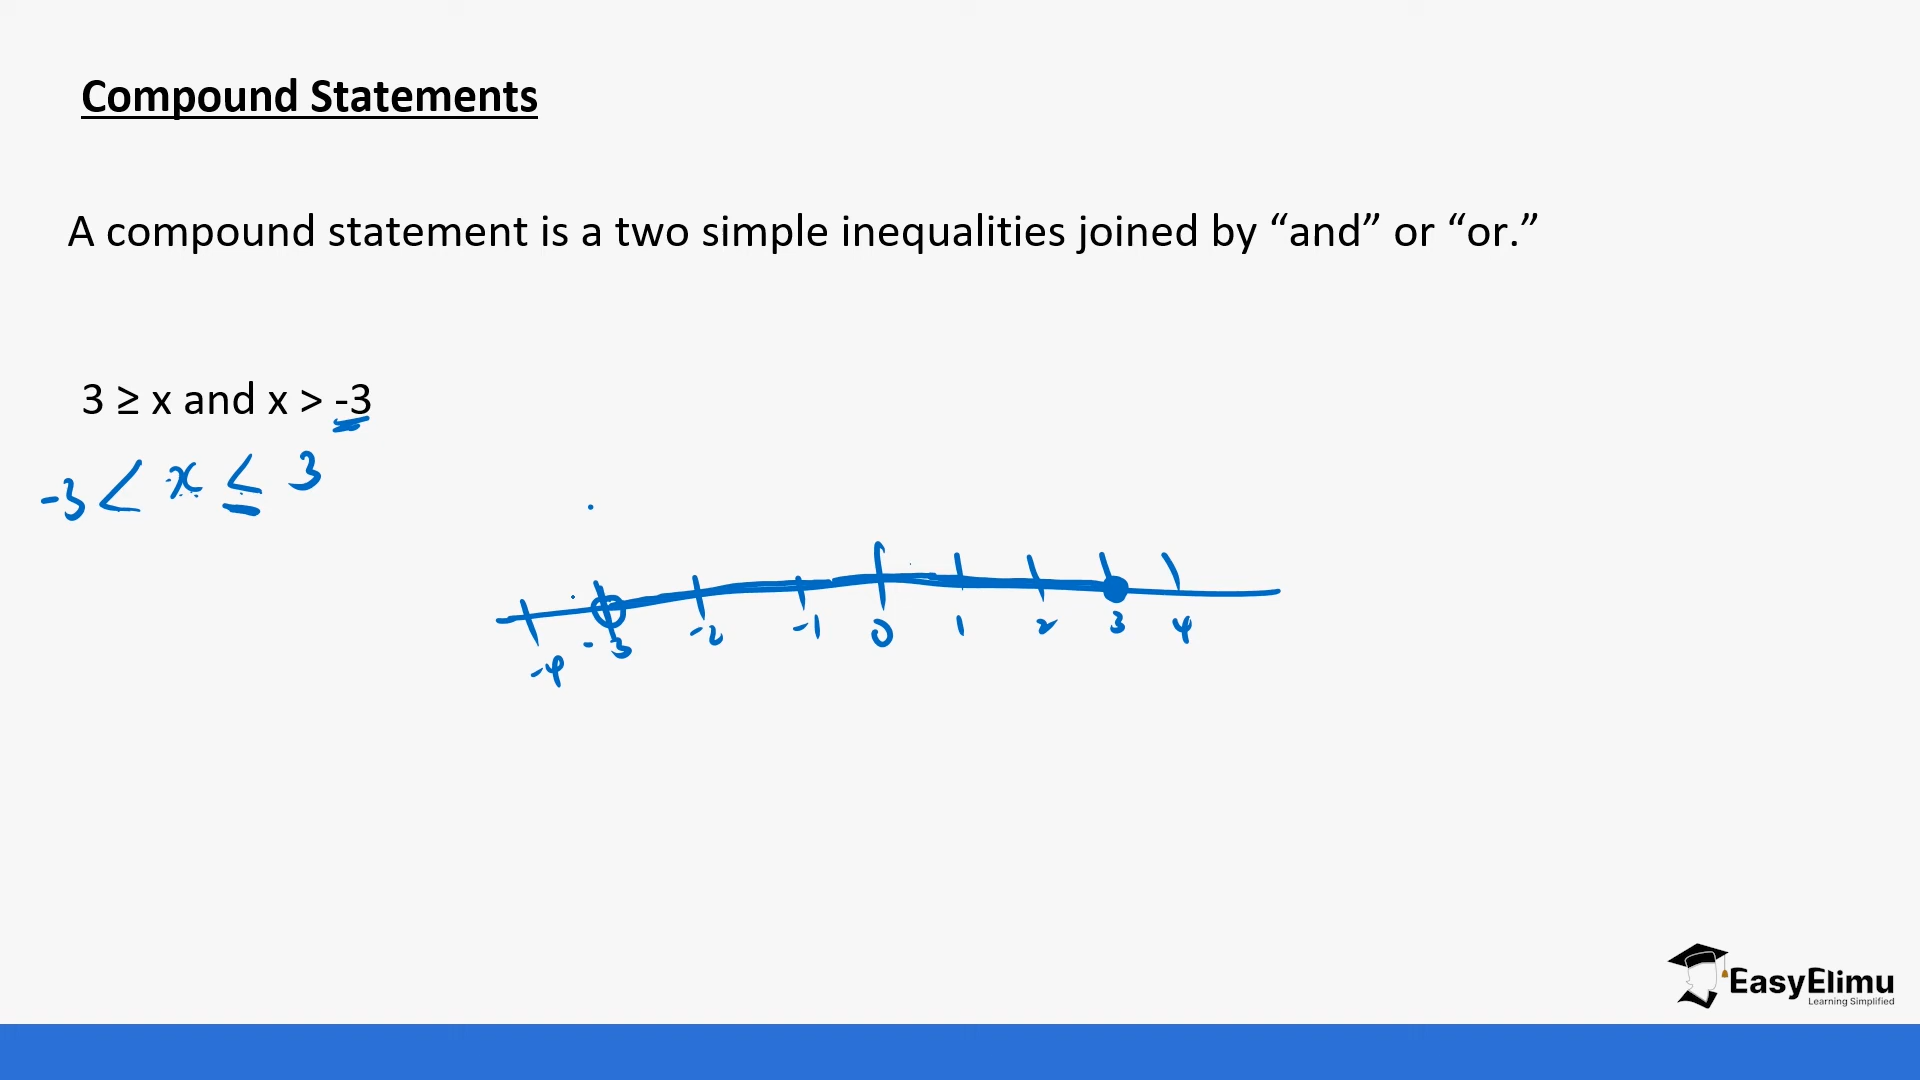 Compound Statements
A compound statement is a two simple inequalities joined by “and” or “or.”
3 ≥ x and x > -3
-3 < x ≤ 3
-4 -3 -2 -1 0 1 2 3 4
EasyElimu
Learning Simplified